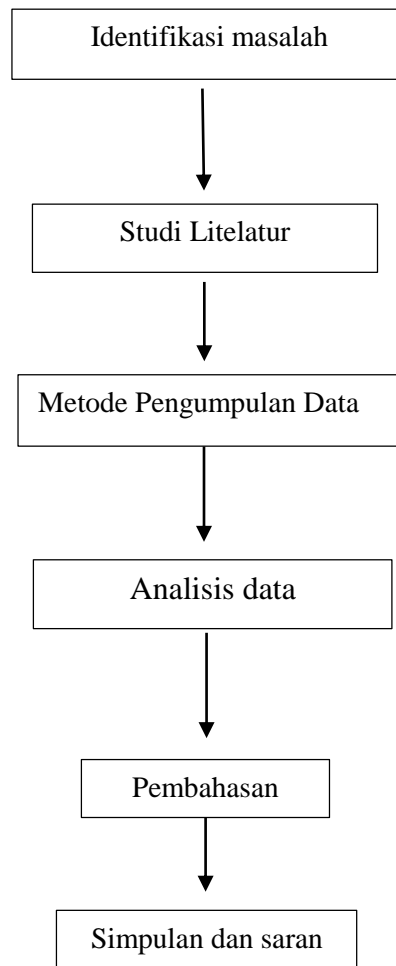 Identifikasi masalah
Studi Litelatur
Metode Pengumpulan Data
Analisis data
Pembahasan
Simpulan dan saran